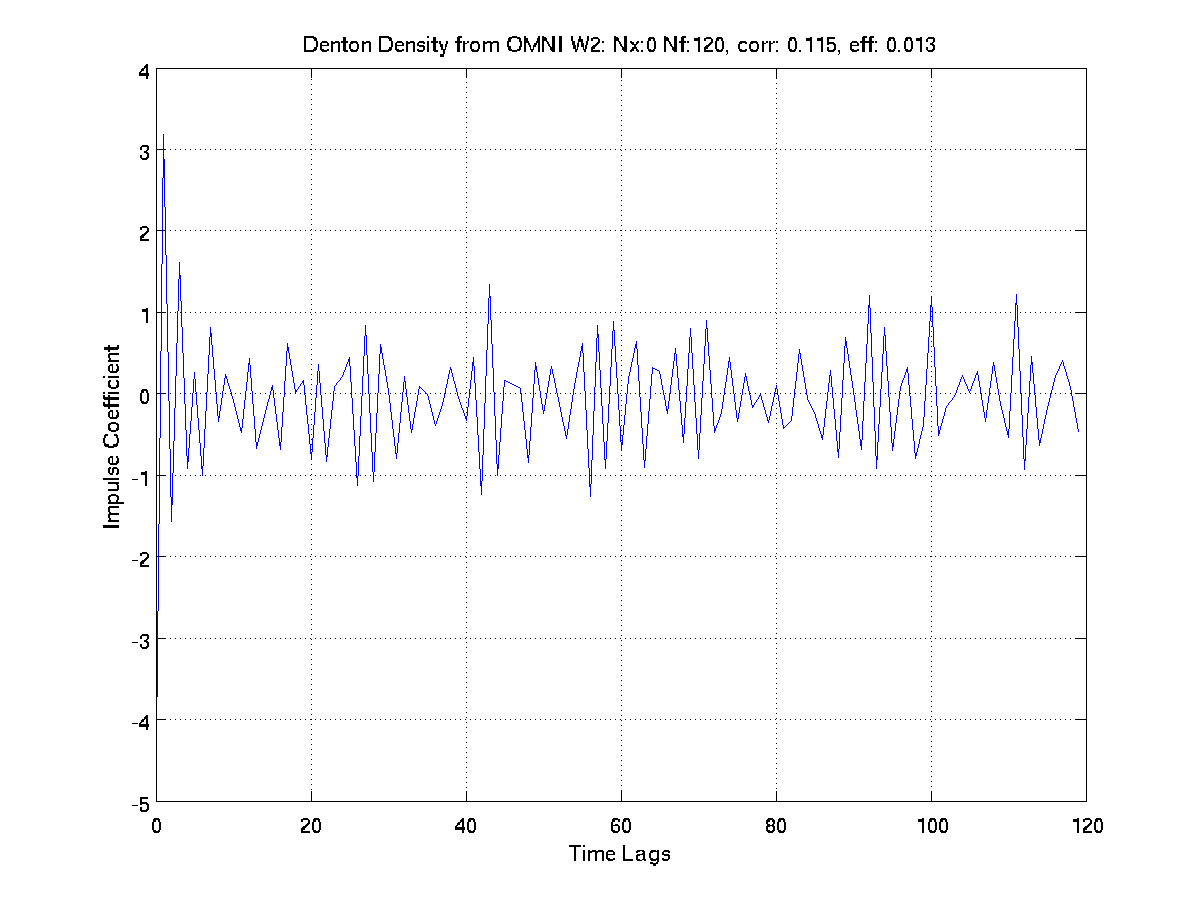 Denton Density from OMNI W2: Nx:0 Nf:120, corr: 0.115, eff: 0.013
4
3
2
1
0
-1
-2
-3
-4
-5
Impulse Coefficient
0 20 40 60 80 100 120
Time Lags